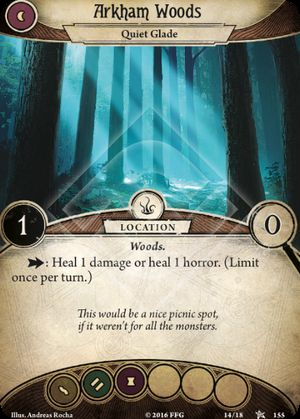 Arkham Woods
Quiet Glade
1
0
LOCATION
Woods.
: Heal 1 damage or heal 1 horror. (Limit
once per turn.)
This would be a nice picnic spot,
if it weren't for all the monsters.
Illus. Andreas Rocha
© 2016 FFG
14/18
155